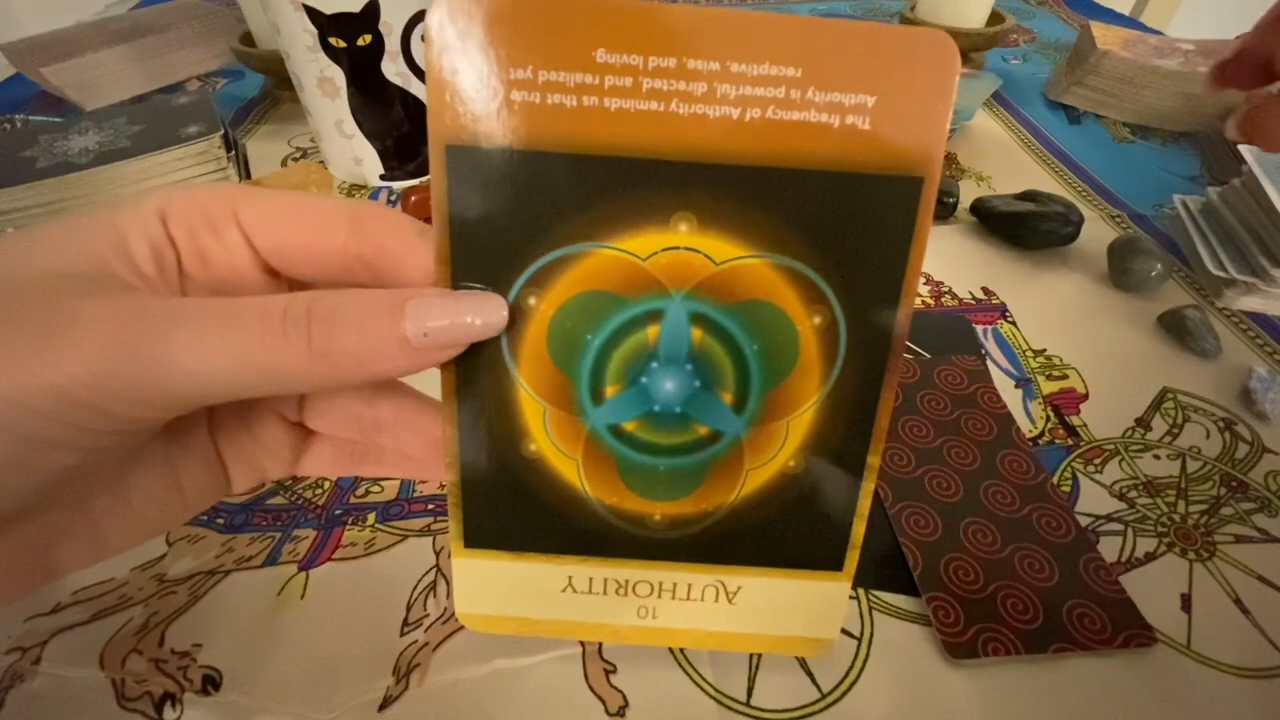 10
AUTHORITY
The frequency of Authority reminds us that true
Authority is powerful, directed, and realized yet
receptive, wise, and loving.